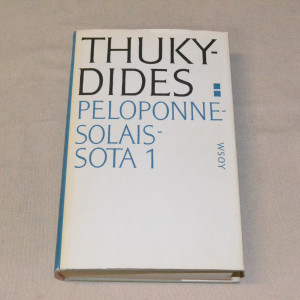 THUKY-
DIDES:
PELOPONNE-
SOLAIS-
SOTA 1
WSOY